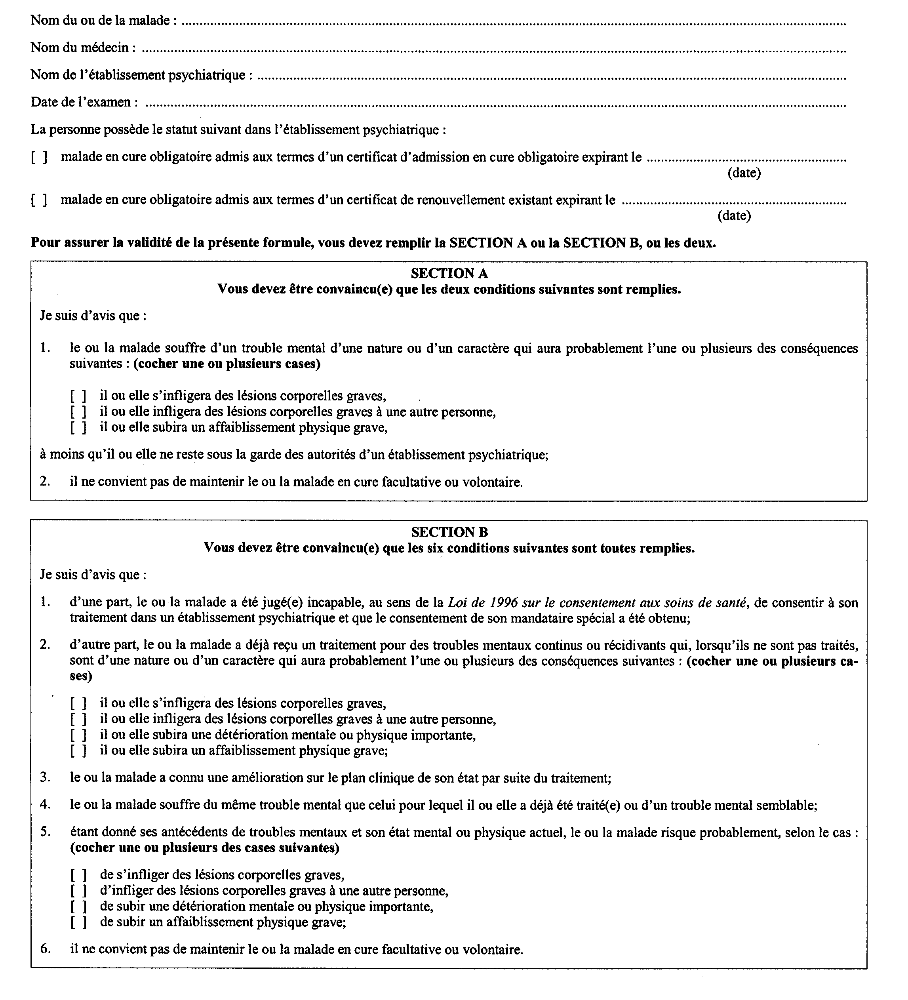 Nom du ou de la malade : ........................................................................
Nom du médecin : ........................................................................
Nom de l'établissement psychiatrique : ........................................................................
Date de l'examen : ........................................................................
La personne possède le statut suivant dans l'établissement psychiatrique :
[ ] malade en cure obligatoire admis aux termes d'un certificat d'admission en cure obligatoire expirant le ........................................
(date)
[ ] malade en cure obligatoire admis aux termes d'un certificat de renouvellement existant expirant le ........................................
(date)
Pour assurer la validité de la présente formule, vous devez remplir la SECTION A ou la SECTION B, ou les deux.
SECTION A
Vous devez être convaincu(e) que les deux conditions suivantes sont remplies.
Je suis d'avis que :
1. le ou la malade souffre d'un trouble mental d'une nature ou d'un caractère qui aura probablement l'une ou plusieurs des conséquences
suivantes : (cocher une ou plusieurs cases)
[ ] il ou elle s'infligera des lésions corporelles graves,
[ ] il ou elle infligera des lésions corporelles graves à une autre personne,
[ ] il ou elle subira un affaiblissement physique grave,
à moins qu'il ou elle ne reste sous la garde des autorités d'un établissement psychiatrique;
2. il ne convient pas de maintenir le ou la malade en cure facultative ou volontaire.
SECTION B
Vous devez être convaincu(e) que les six conditions suivantes sont toutes remplies.
Je suis d'avis que :
1. d'une part, le ou la malade a été jugé(e) incapable, au sens de la Loi de 1996 sur le consentement aux soins de santé, de consentir à son
traitement dans un établissement psychiatrique et que le consentement de son mandataire spécial a été obtenu;
2. d'autre part, le ou la malade a déjà reçu un traitement pour des troubles mentaux continus ou récidivants qui, lorsqu'ils ne sont pas traités,
sont d'une nature ou d'un caractère qui aura probablement l'une ou plusieurs des conséquences suivantes : (cocher une ou plusieurs ca-
ses)
[ ] il ou elle s'infligera des lésions corporelles graves,
[ ] il ou elle infligera des lésions corporelles graves à une autre personne,
[ ] il ou elle subira une détérioration mentale ou physique importante,
[ ] il ou elle subira un affaiblissement physique grave;
3. le ou la malade a connu une amélioration sur le plan clinique de son état par suite du traitement;
4. le ou la malade souffre du même trouble mental que celui pour lequel il ou elle a déjà été traité(e) ou d'un trouble mental semblable;
5. étant donné ses antécédents de troubles mentaux et son état mental ou physique actuel, le ou la malade risque probablement, selon le cas :
(cocher une ou plusieurs des cases suivantes)
[ ] de s'infliger des lésions corporelles graves,
[ ] d'infliger des lésions corporelles graves à une autre personne,
[ ] de subir une détérioration mentale ou physique importante,
[ ] de subir un affaiblissement physique grave;
6. il ne convient pas de maintenir le ou la malade en cure facultative ou volontaire.